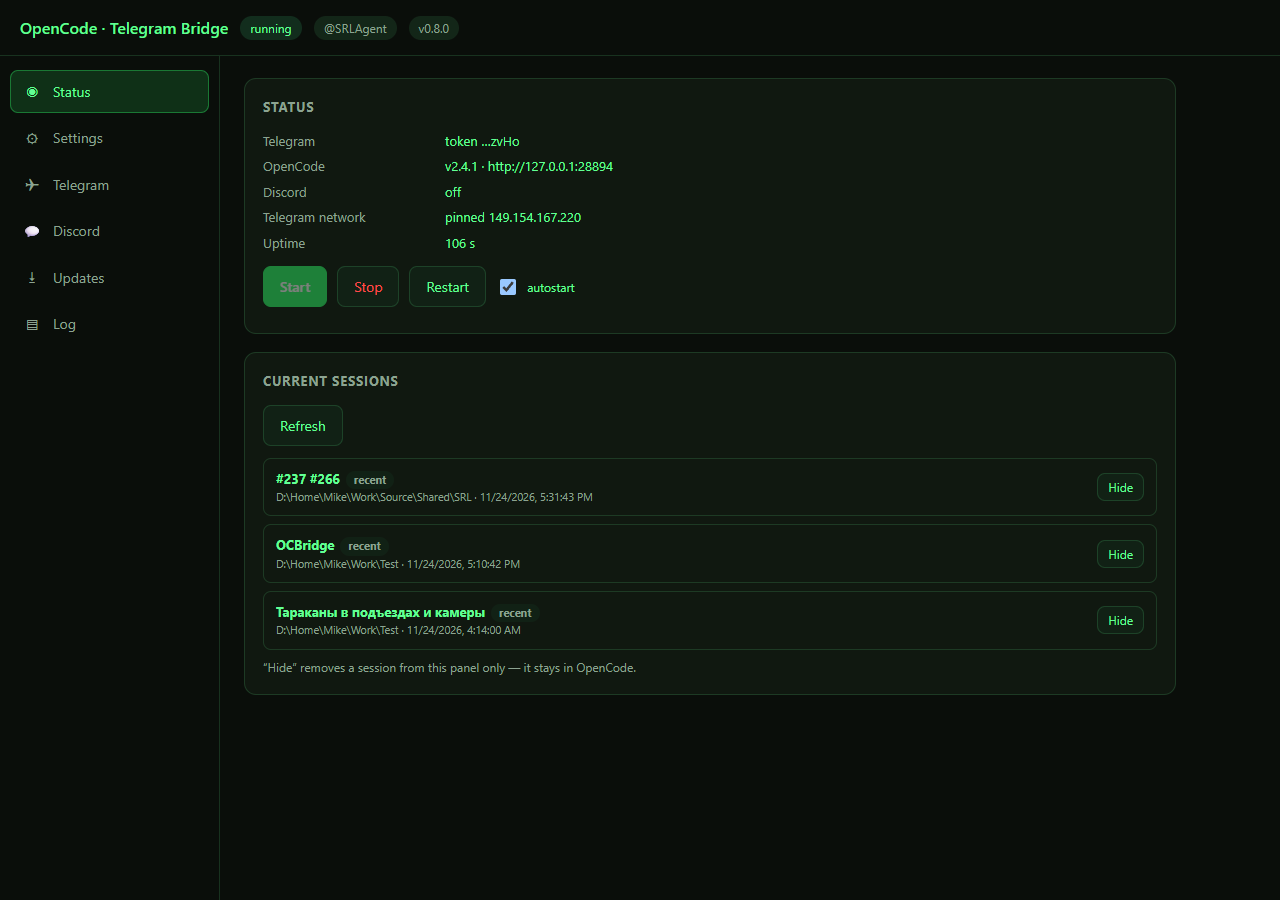 OpenCode · Telegram Bridge running @SRLAgent v0.8.0
Status
Settings
Telegram
Discord
Updates
Log
STATUS
Telegram token …zvHo
OpenCode v2.4.1 · http://127.0.0.1:28894
Discord off
Telegram network pinned 149.154.167.220
Uptime 106 s
Start Stop Restart autostart
CURRENT SESSIONS
Refresh
#237 #266 recent
D:\Home\Mike\Work\Source\Shared\SRL · 11/24/2026, 5:31:43 PM
Hide
OCBridge recent
D:\Home\Mike\Work\Test · 11/24/2026, 5:10:42 PM
Hide
Тараканы в подъездах и камеры recent
D:\Home\Mike\Work\Test · 11/24/2026, 4:14:00 AM
Hide
“Hide” removes a session from this panel only — it stays in OpenCode.